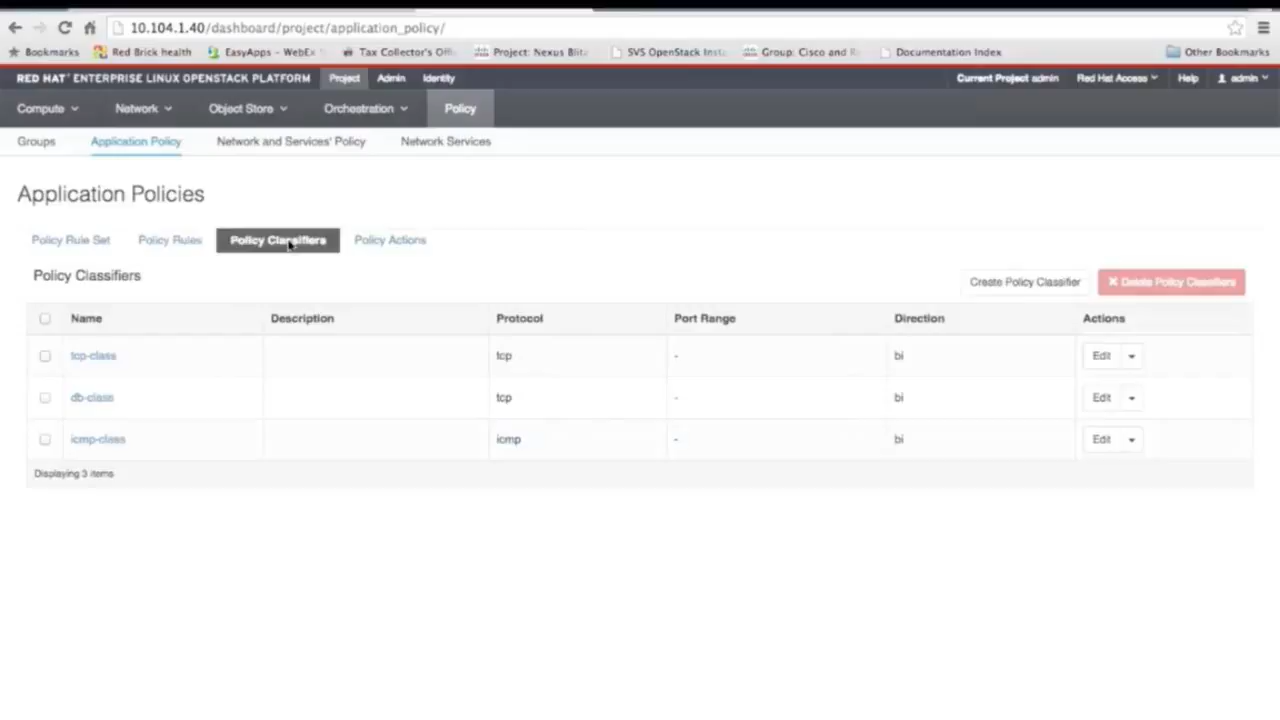 10.104.1.40/dashboard/project/application_policy/
Bookmarks Red Brick health EasyApps - WebEx Tax Collector's Offi Project: Nexus Blitz SVS OpenStack Insta Group: Cisco and R Documentation Index Other Bookmarks
RED HAT® ENTERPRISE LINUX OPENSTACK PLATFORM Project Admin Identity Current Project admin Red Hat Access Help admin
Compute Network Object Store Orchestration Policy
Groups Application Policy Network and Services' Policy Network Services
Application Policies
Policy Rule Set Policy Rules Policy Classifiers Policy Actions
Policy Classifiers Create Policy Classifier Delete Policy Classifiers
Name Description Protocol Port Range Direction Actions
tcp-class tcp - bi Edit
db-class tcp - bi Edit
icmp-class icmp - bi Edit
Displaying 3 items